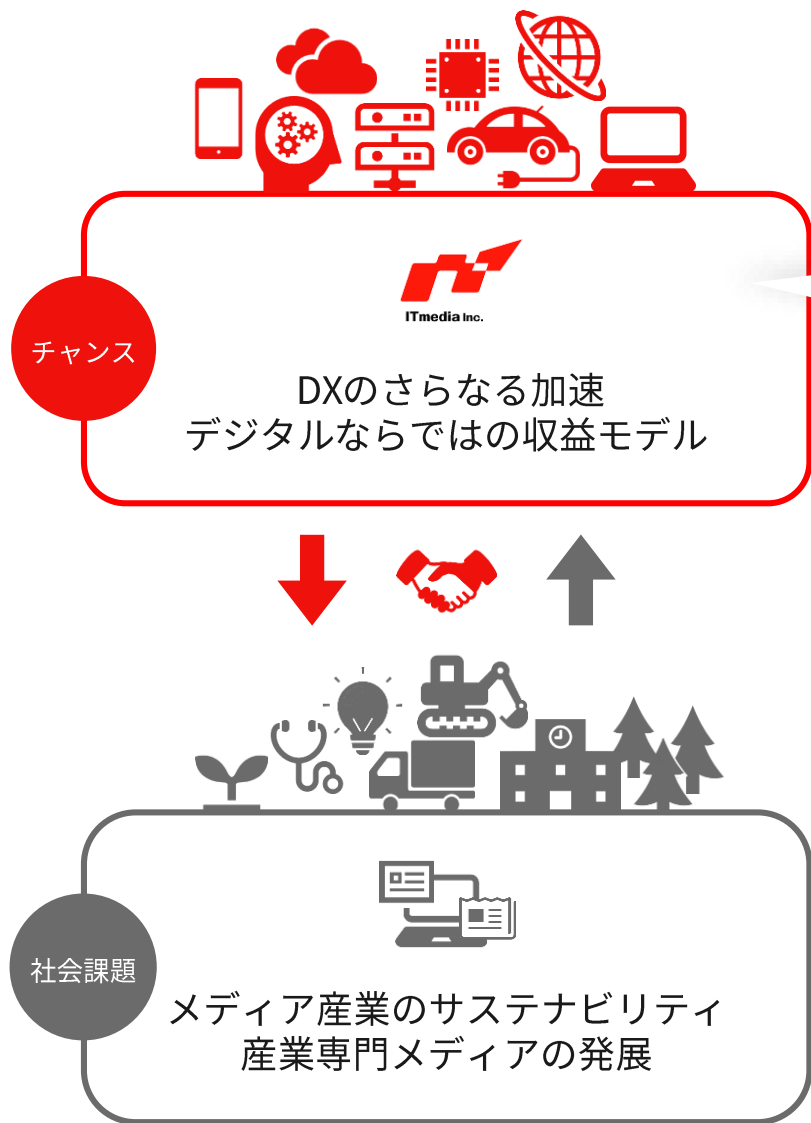 ITmedia Inc.
チャンス
DXのさらなる加速
デジタルならではの収益モデル
社会課題
メディア産業のサステナビリティ
産業専門メディアの発展